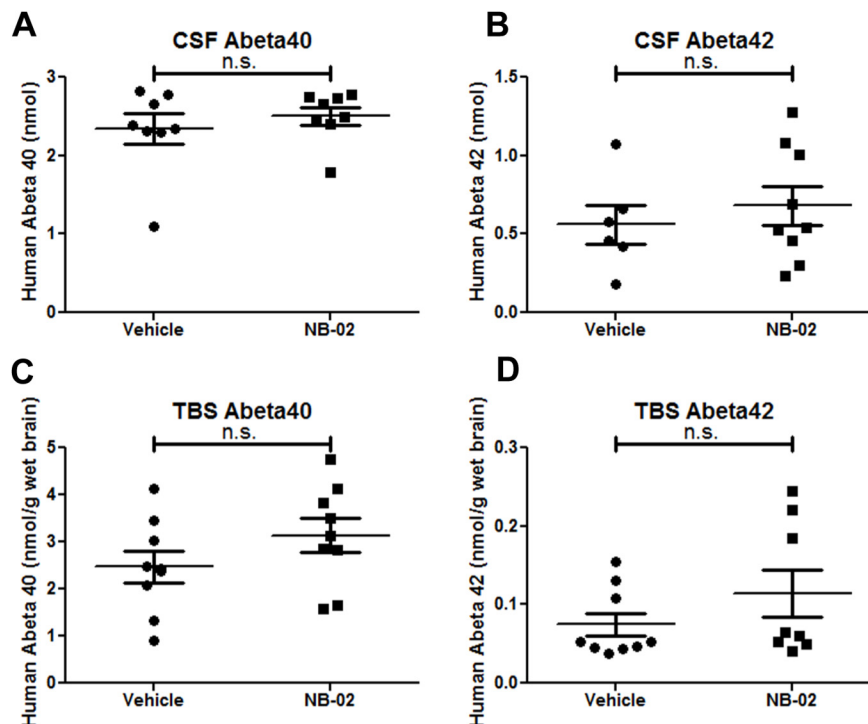 A
CSF Abeta40
n.s.
Human Abeta 40 (nmol)
3
2
1
0
Vehicle
NB-02
B
CSF Abeta42
n.s.
Human Abeta 42 (nmol)
1.5
1.0
0.5
0.0
Vehicle
NB-02
C
TBS Abeta40
n.s.
Human Abeta 40 (nmol/g wet brain)
5
4
3
2
1
0
Vehicle
NB-02
D
TBS Abeta42
n.s.
Human Abeta 42 (nmol/g wet brain)
0.3
0.2
0.1
0.0
Vehicle
NB-02